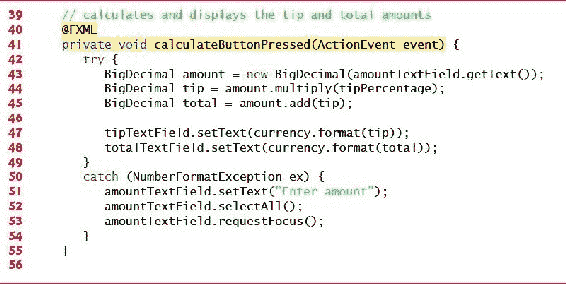 39 // calculates and displays the tip and total amounts
40 @FXML
41 private void calculateButtonPressed(ActionEvent event) {
42 try {
43 BigDecimal amount = new BigDecimal(amountTextField.getText());
44 BigDecimal tip = amount.multiply(tipPercentage);
45 BigDecimal total = amount.add(tip);
46
47 tipTextField.setText(currency.format(tip));
48 totalTextField.setText(currency.format(total));
49 }
50 catch (NumberFormatException ex) {
51 amountTextField.setText("Enter amount");
52 amountTextField.selectAll();
53 amountTextField.requestFocus();
54 }
55 }
56